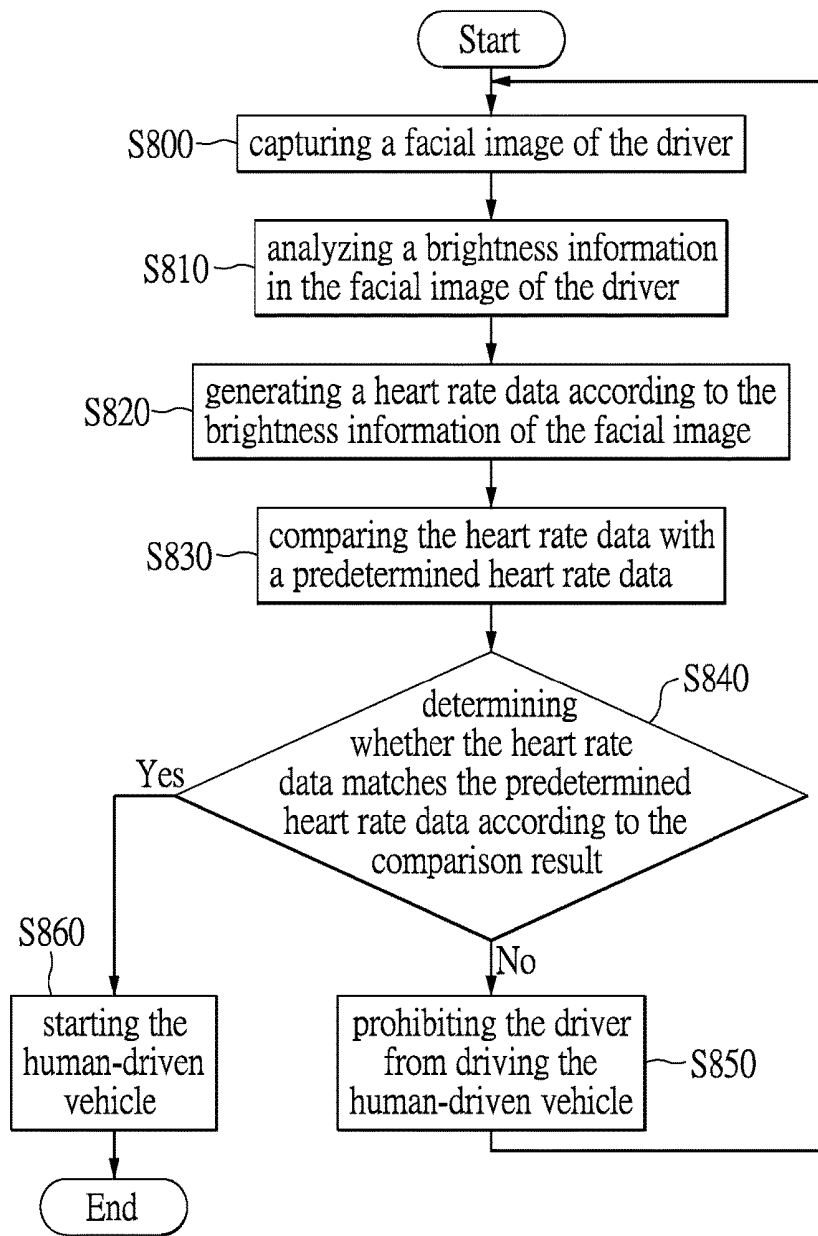 Start
S800
capturing a facial image of the driver
S810
analyzing a brightness information
in the facial image of the driver
S820
generating a heart rate data according to the
brightness information of the facial image
S830
comparing the heart rate data with
a predetermined heart rate data
S840
determining
whether the heart rate
data matches the predetermined
heart rate data according to the
comparison result
Yes
No
S860
starting the
human-driven
vehicle
prohibiting the driver
from driving the
human-driven vehicle
S850
End